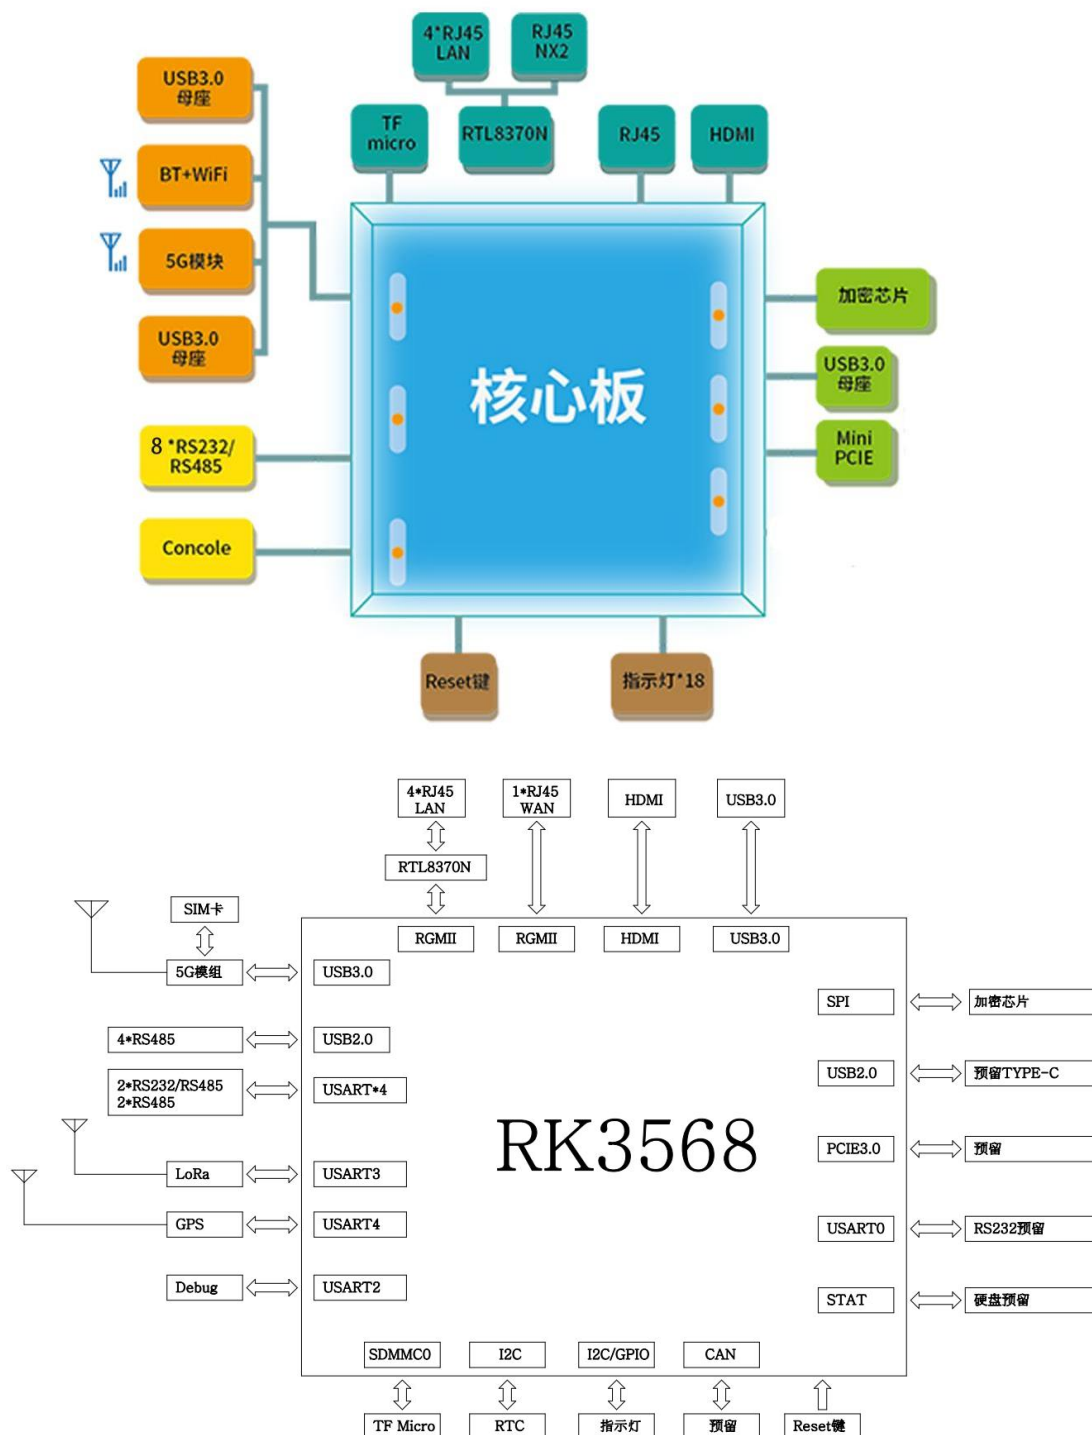 4*RJ45
LAN
RJ45
NX2
USB3.0
母座
TF
micro
RTL8370N
RJ45
HDMI
BT+WiFi
5G模块
加密芯片
USB3.0
母座
USB3.0
母座
核心板
8 *RS232/
RS485
Mini
PCIE
Concole
Reset键
指示灯*18
4*RJ45
LAN
1*RJ45
WAN
HDMI
USB3.0
RTL8370N
SIM卡
RGMII
RGMII
HDMI
USB3.0
5G模组
USB3.0
SPI
加密芯片
4*RS485
USB2.0
USB2.0
预留TYPE-C
2*RS232/RS485
2*RS485
USART*4
RK3568
PCIE3.0
预留
LoRa
USART3
GPS
USART4
USART0
RS232预留
Debug
USART2
STAT
硬盘预留
SDMMC0
I2C
I2C/GPIO
CAN
TF Micro
RTC
指示灯
预留
Reset键